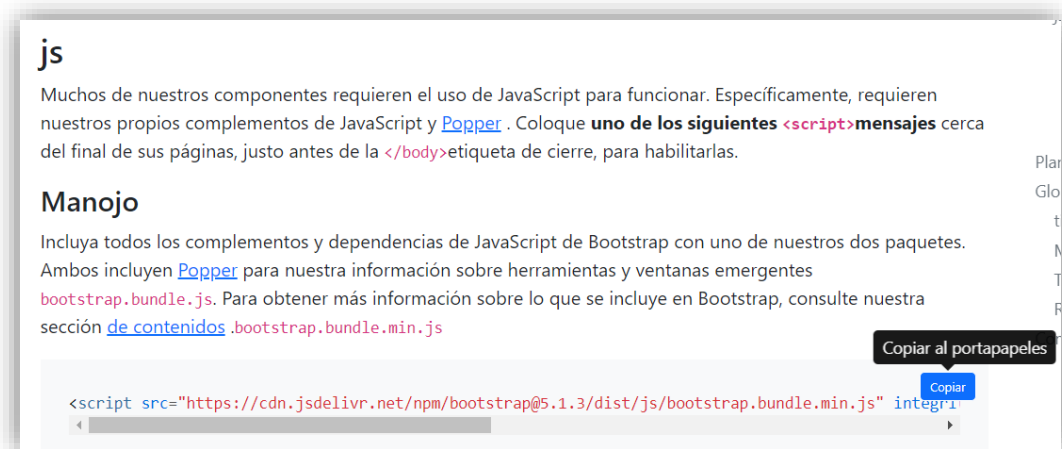 js
Muchos de nuestros componentes requieren el uso de JavaScript para funcionar. Específicamente, requieren
nuestros propios complementos de JavaScript y Popper . Coloque uno de los siguientes <script>mensajes cerca
del final de sus páginas, justo antes de la </body>etiqueta de cierre, para habilitarlas.
Manojo
Incluya todos los complementos y dependencias de JavaScript de Bootstrap con uno de nuestros dos paquetes.
Ambos incluyen Popper para nuestra información sobre herramientas y ventanas emergentes
bootstrap.bundle.js. Para obtener más información sobre lo que se incluye en Bootstrap, consulte nuestra
sección de contenidos .bootstrap.bundle.min.js
Copiar al portapapeles
Copiar
<script src="https://cdn.jsdelivr.net/npm/bootstrap@5.1.3/dist/js/bootstrap.bundle.min.js" integri
Plar
Glo
t